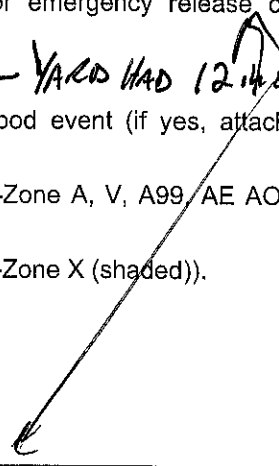 or emergency release o
– YARD HAD 12.
ood event (if yes, attach
-Zone A, V, A99, AE AO
-Zone X (shaded)).